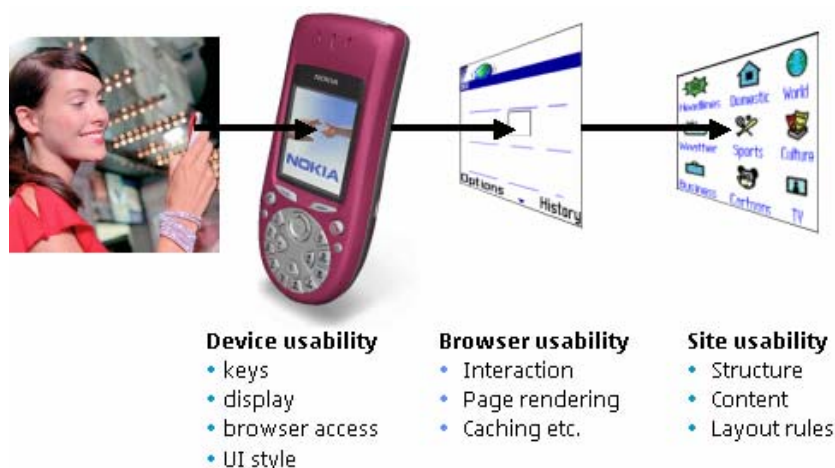 NOKIA
NOKIA
Options
History
Headlines Domestic World
Weather Sports Culture
Business Cartoons TV
Device usability
• keys
• display
• browser access
• UI style
Browser usability
• Interaction
• Page rendering
• Caching etc.
Site usability
• Structure
• Content
• Layout rules